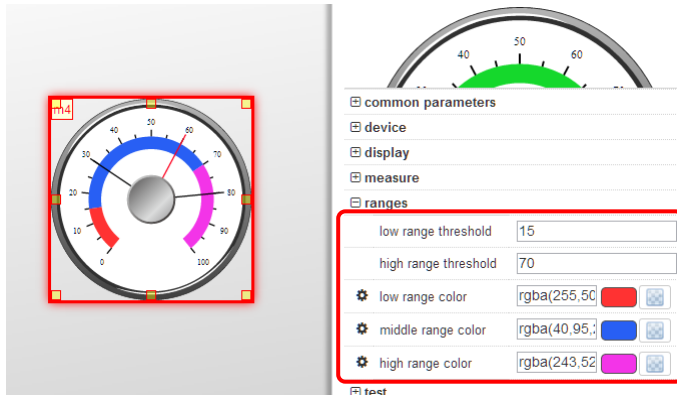 m4
0
10
20
30
40
50
60
70
80
90
100
40
50
60
common parameters
device
display
measure
ranges
low range threshold 15
high range threshold 70
low range color rgba(255,50
middle range color rgba(40,95,
high range color rgba(243,52
test